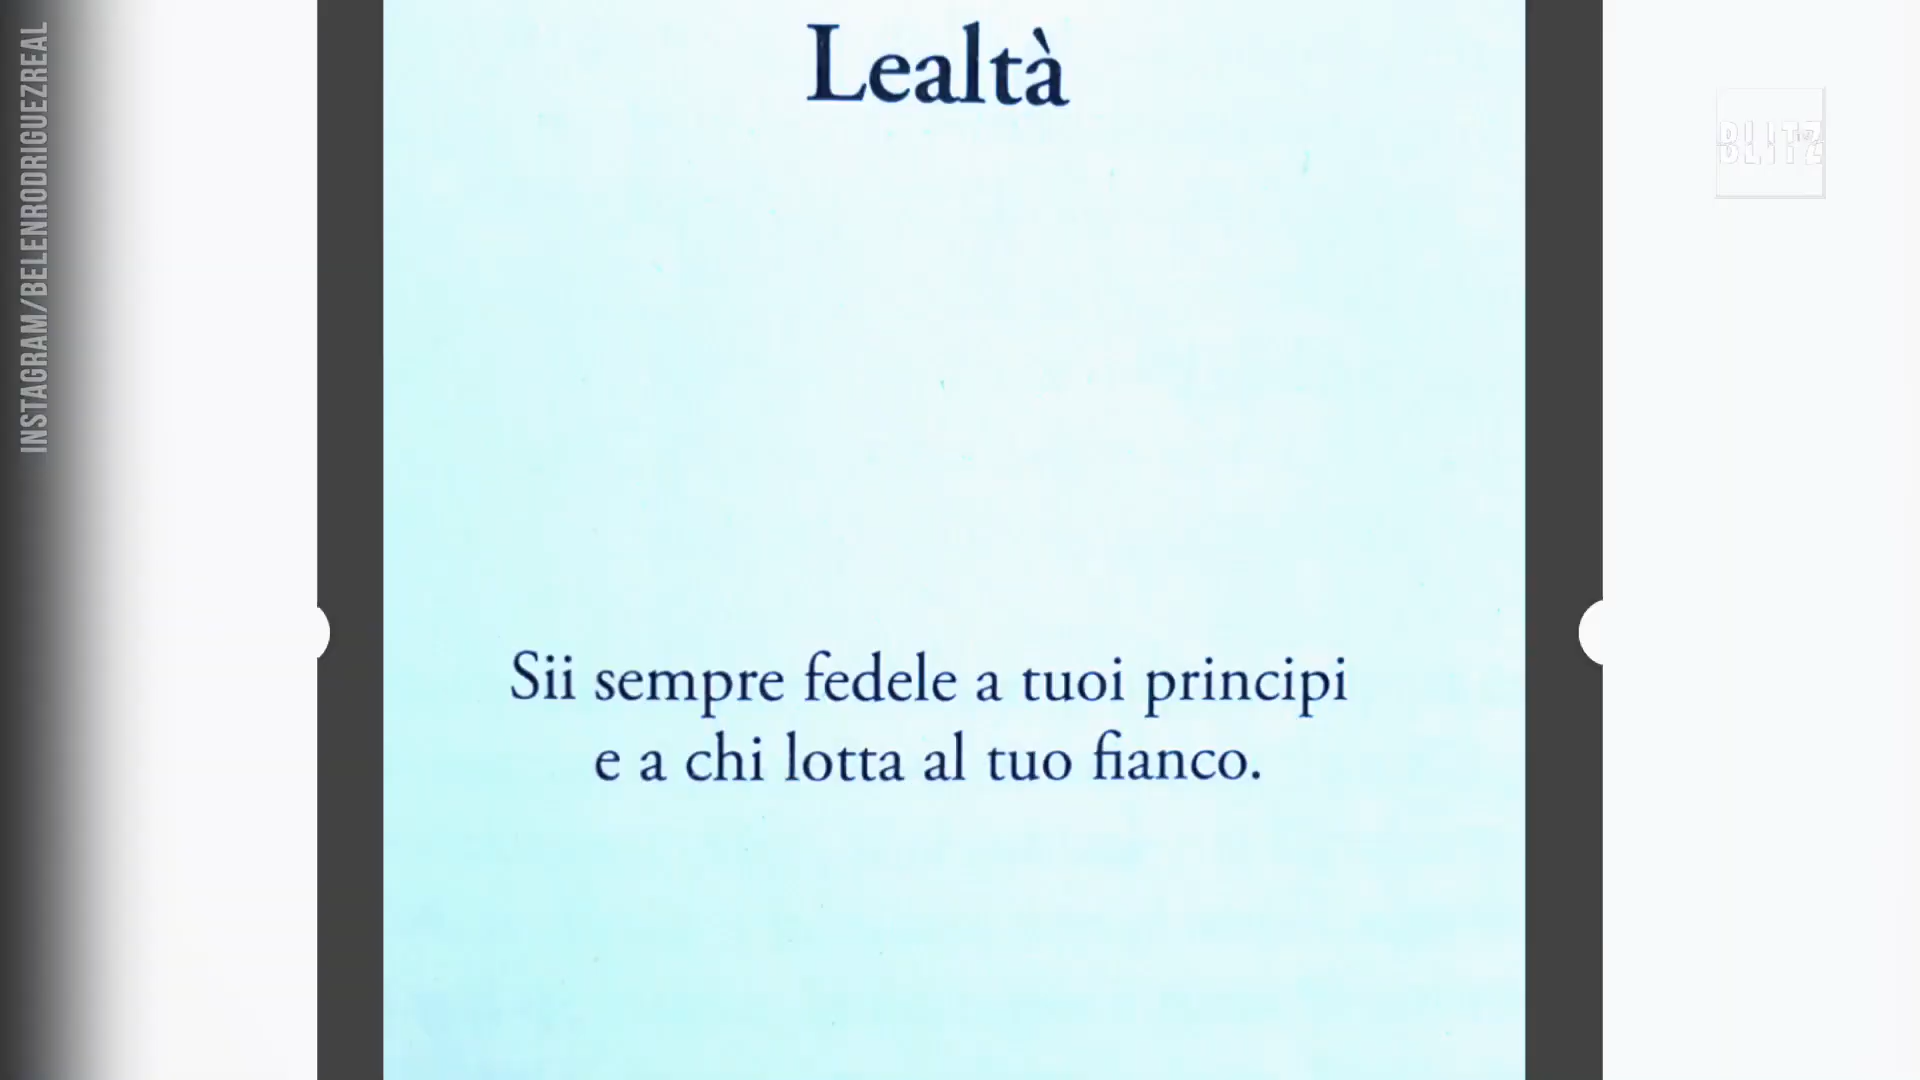 INSTAGRAM/BELENRODRIGUEZREAL
Lealtà
BLITZ
Sii sempre fedele a tuoi principi
e a chi lotta al tuo fianco.